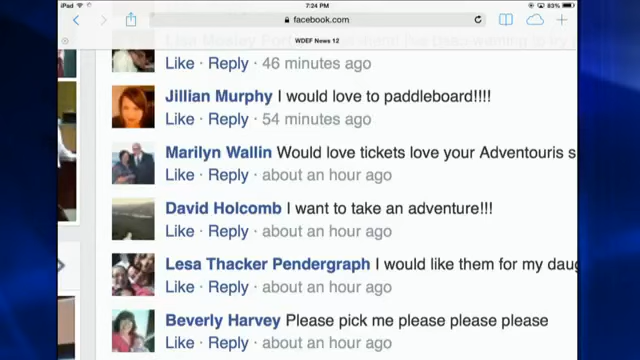 iPad
7:24 PM
83%
facebook.com
WDEF News 12
Like · Reply · 46 minutes ago
Jillian Murphy I would love to paddleboard!!!!
Like · Reply · 54 minutes ago
Marilyn Wallin Would love tickets love your Adventouris s
Like · Reply · about an hour ago
David Holcomb I want to take an adventure!!!
Like · Reply · about an hour ago
Lesa Thacker Pendergraph I would like them for my daug
Like · Reply · about an hour ago
Beverly Harvey Please pick me please please please
Like · Reply · about an hour ago